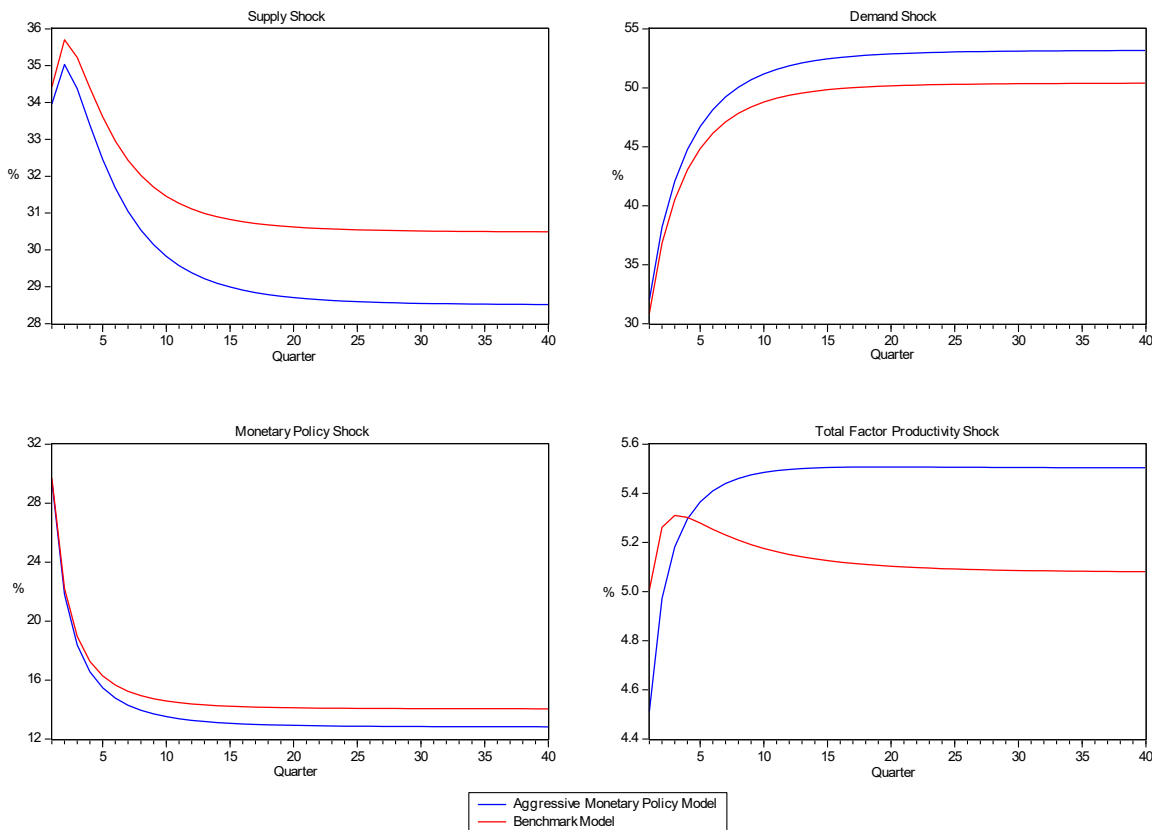 Supply Shock
36
35
34
33
32
31
30
29
28
%
5 10 15 20 25 30 35 40
Quarter
Demand Shock
55
50
45
40
35
30
%
5 10 15 20 25 30 35 40
Quarter
Monetary Policy Shock
32
28
24
20
16
12
%
5 10 15 20 25 30 35 40
Quarter
Total Factor Productivity Shock
5.6
5.4
5.2
5.0
4.8
4.6
4.4
%
5 10 15 20 25 30 35 40
Quarter
Aggressive Monetary Policy Model
Benchmark Model